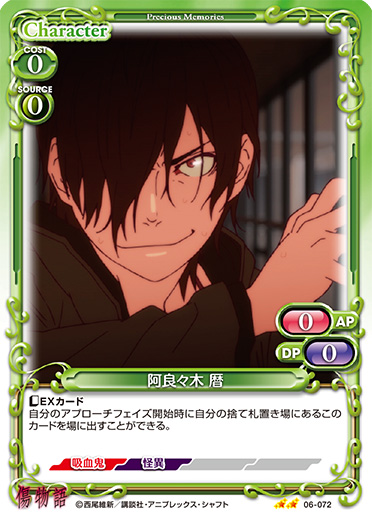 Precious Memories
Character
COST
0
SOURCE
0
0 AP
DP 0
阿良々木 暦
EXカード
自分のアプローチフェイズ開始時に自分の捨て札置き場にあるこの
カードを場に出すことができる。
吸血鬼 怪異
傷物語
©西尾維新/講談社・アニプレックス・シャフト
06-072